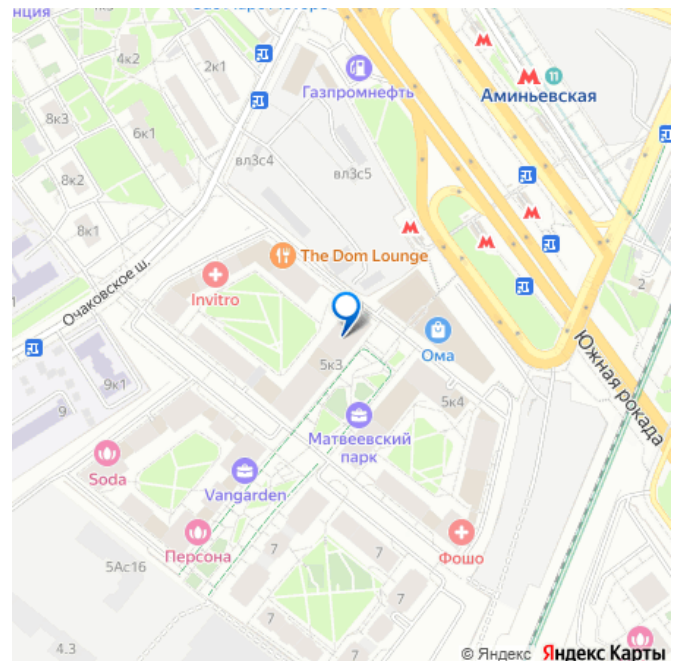 нция
4к2
2к1
Газпромнефть
Аминьевская
11
8к3
6к1
вл3с4
вл3с5
8к2
8к1
The Dom Lounge
Invitro
2
Очаковское ш.
Ома
Южная рокада
5к3
9к1
9
5к4
Матвеевский
парк
Soda
Vangarden
Персона
Фошо
7
7
7
7
5Ас16
4.3
© Яндекс Яндекс Карты